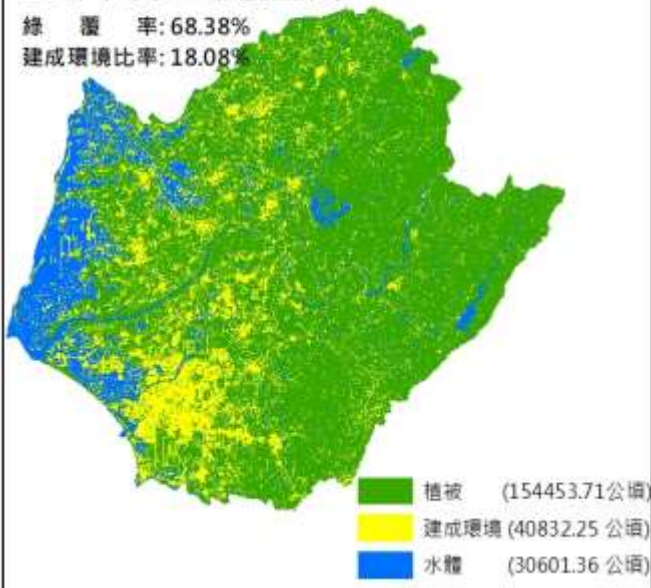 綠覆率:68.38%
建成環境比率:18.08%
植被 (154453.71公頃)
建成環境 (40832.25 公頃)
水體 (30601.36 公頃)